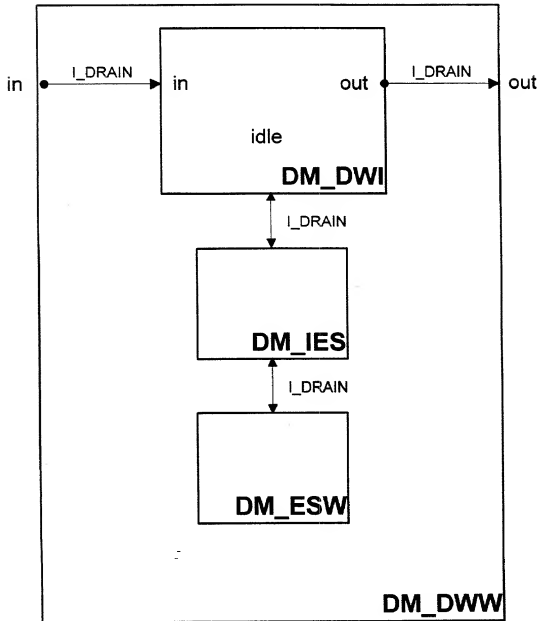 I_DRAIN I_DRAIN
in in out out
idle
DM_DWI
I_DRAIN
DM_IES
I_DRAIN
DM_ESW
DM_DWW